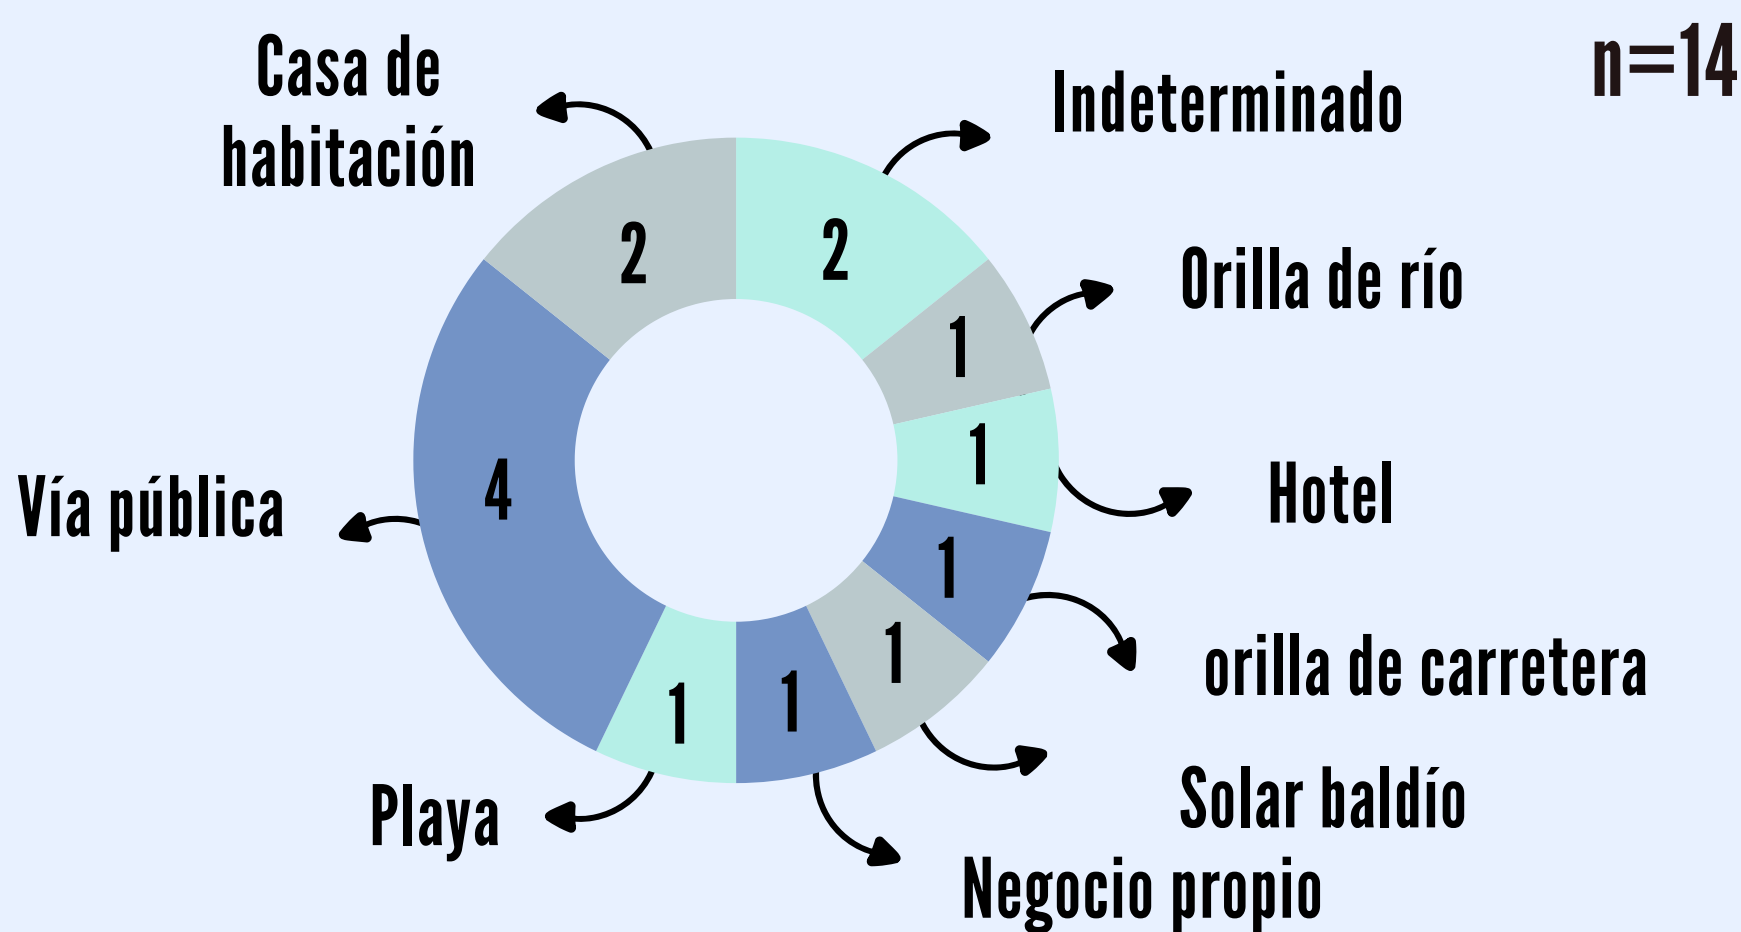 n=14
Casa de
habitación
Indeterminado
2
2
Orilla de río
1
1
Hotel
Vía pública
4
1
orilla de carretera
1
1
1
Solar baldío
Playa
Negocio propio